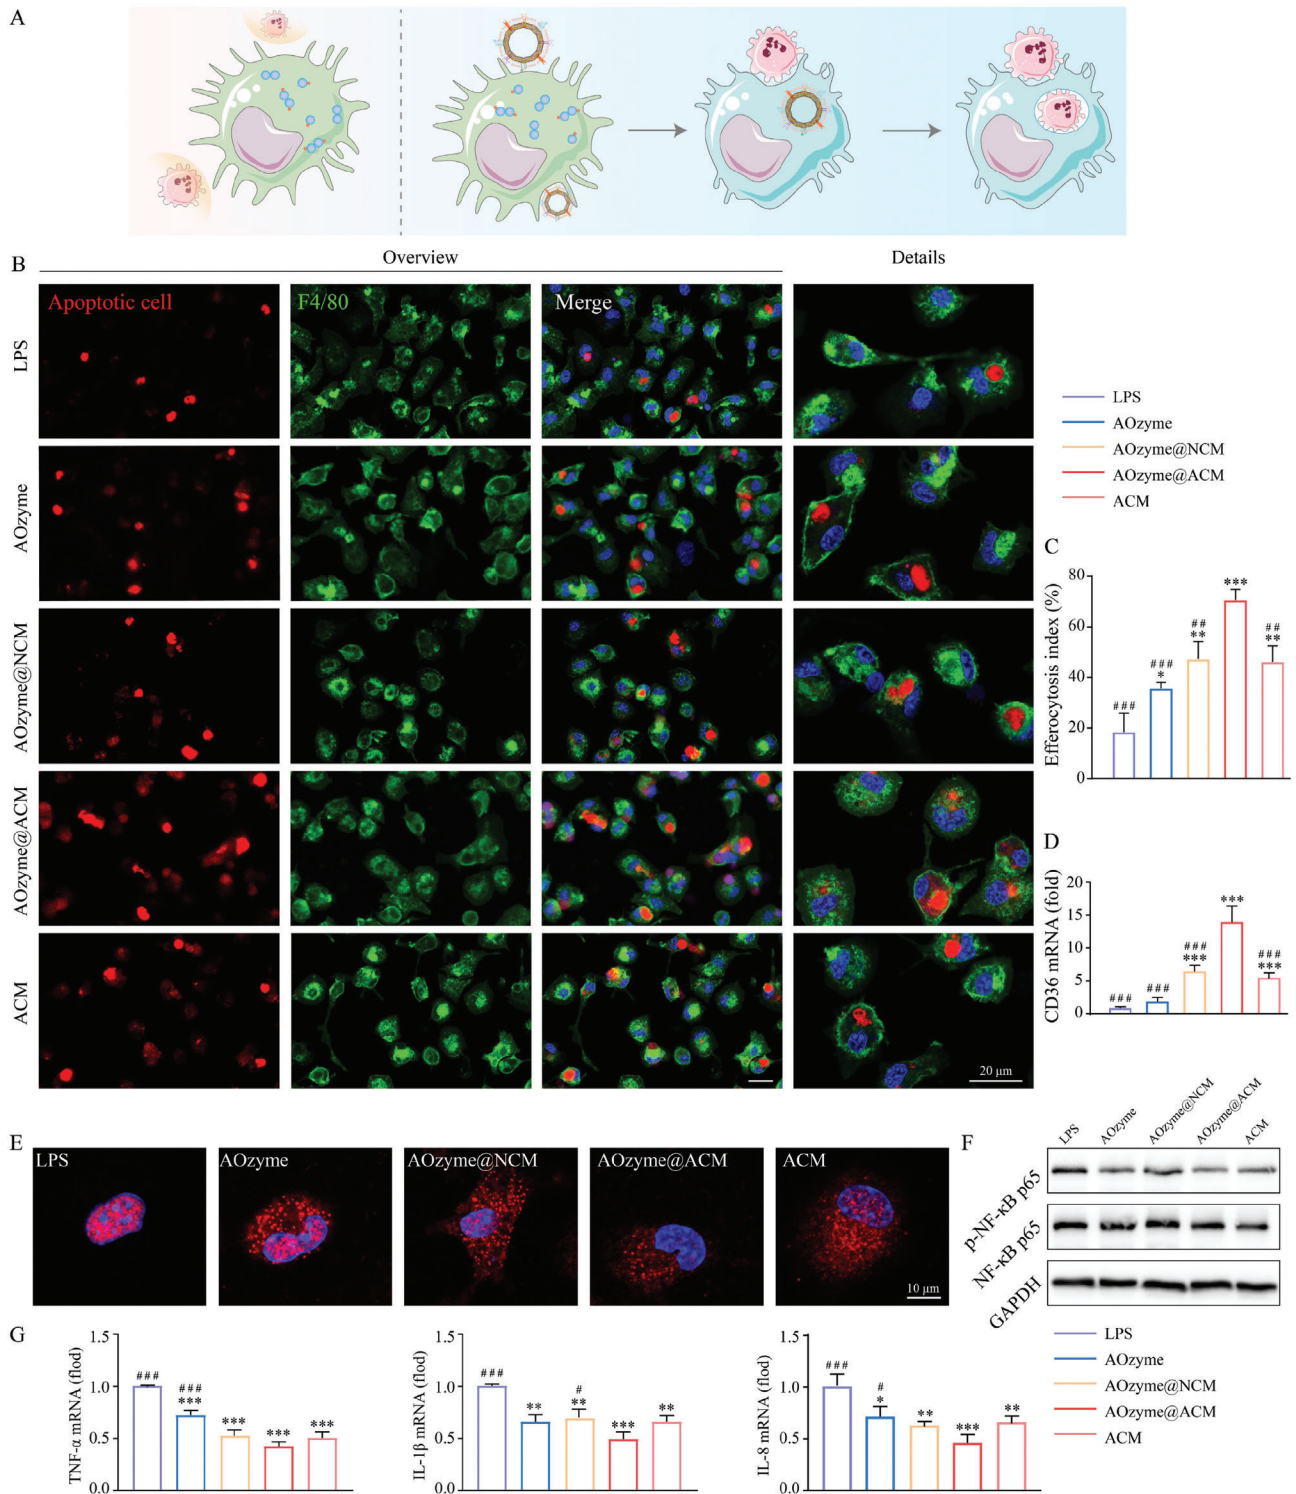 A
B
Overview
Details
Apoptotic cell
F4/80
Merge
LPS
AOzyme
AOzyme@NCM
AOzyme@ACM
ACM
20 μm
LPS
AOzyme
AOzyme@NCM
AOzyme@ACM
ACM
C
Efferocytosis index (%)
80
60
40
20
0
###
###
*
##
**
***
##
**
D
CD36 mRNA (fold)
20
15
10
5
0
###
###
###
***
***
###
***
E
LPS
AOzyme
AOzyme@NCM
AOzyme@ACM
ACM
10 μm
F
LPS
AOzyme
AOzyme@NCM
AOzyme@ACM
ACM
p-NF-κB p65
NF-κB p65
GAPDH
G
TNF-α mRNA (flod)
1.5
1.0
0.5
0.0
###
###
***
***
***
***
IL-1β mRNA (flod)
1.5
1.0
0.5
0.0
###
**
#
**
***
**
IL-8 mRNA (flod)
1.5
1.0
0.5
0.0
###
#
*
**
***
**
LPS
AOzyme
AOzyme@NCM
AOzyme@ACM
ACM